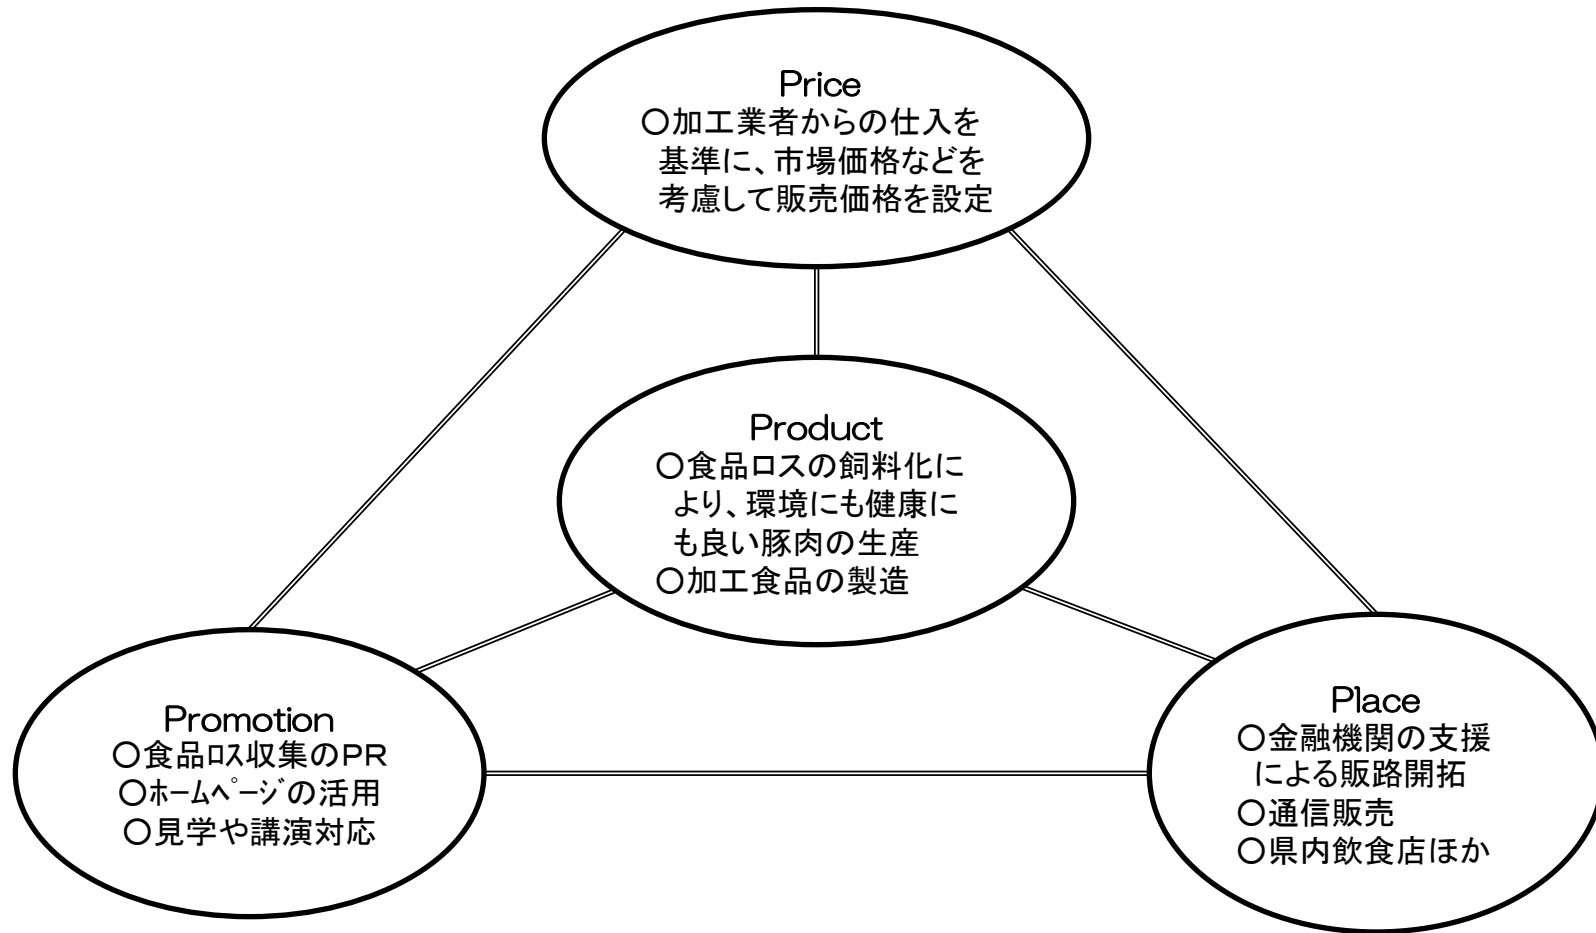 Price
○加工業者からの仕入を
基準に、市場価格などを
考慮して販売価格を設定
Product
○食品ロスの飼料化に
より、環境にも健康に
も良い豚肉の生産
○加工食品の製造
Promotion
○食品ﾛｽ収集のPR
○ﾎｰﾑﾍﾟｰｼﾞの活用
○見学や講演対応
Place
○金融機関の支援
による販路開拓
○通信販売
○県内飲食店ほか